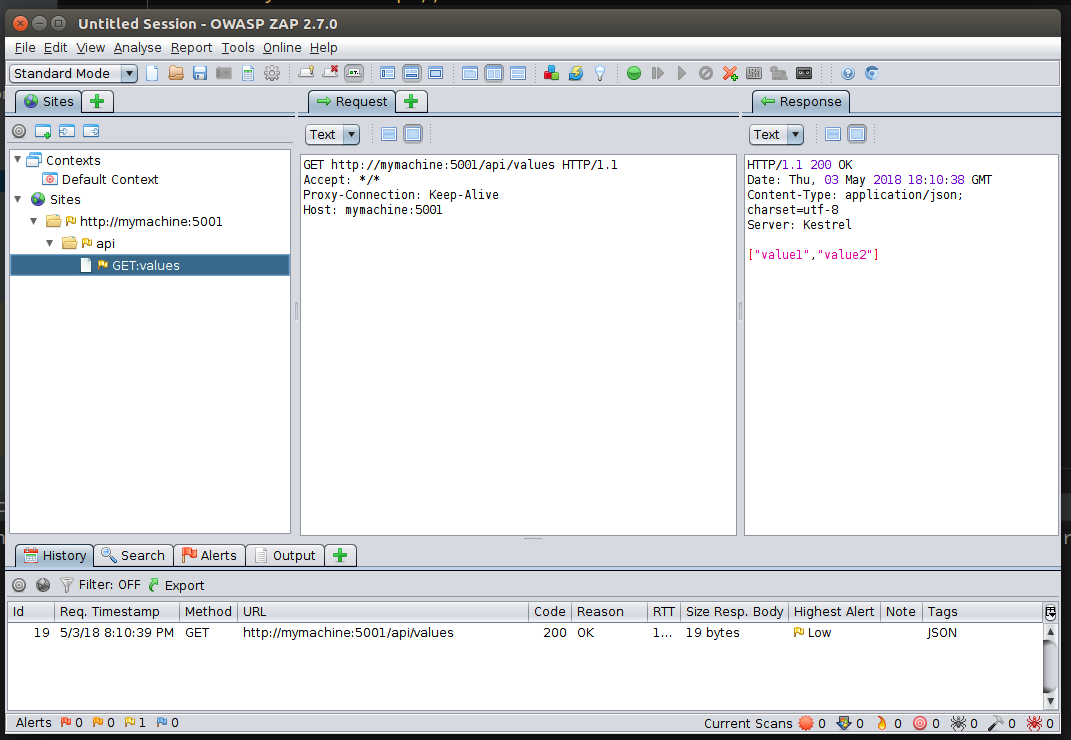 Untitled Session - OWASP ZAP 2.7.0
File Edit View Analyse Report Tools Online Help
Standard Mode
Sites
Request
Response
Text
Text
Contexts
Default Context
Sites
http://mymachine:5001
api
GET:values
GET http://mymachine:5001/api/values HTTP/1.1
Accept: */*
Proxy-Connection: Keep-Alive
Host: mymachine:5001
HTTP/1.1 200 OK
Date: Thu, 03 May 2018 18:10:38 GMT
Content-Type: application/json;
charset=utf-8
Server: Kestrel
["value1","value2"]
History Search Alerts Output
Filter: OFF Export
Id Req. Timestamp Method URL Code Reason RTT Size Resp. Body Highest Alert Note Tags
19 5/3/18 8:10:39 PM GET http://mymachine:5001/api/values 200 OK 1... 19 bytes Low JSON
Alerts 0 0 1 0 Current Scans 0 0 0 0 0 0 0